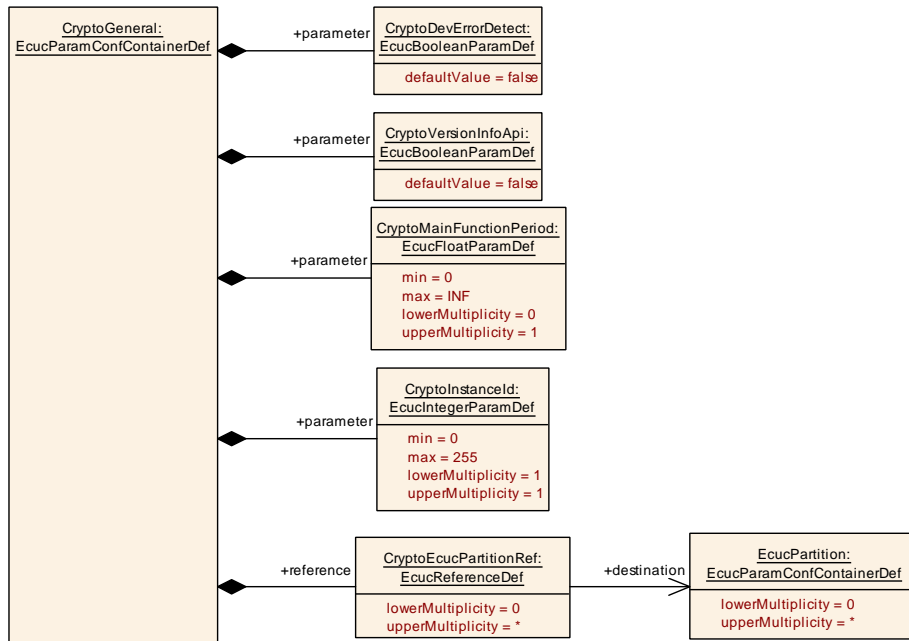 CryptoGeneral:
EcucParamConfContainerDef
+parameter
CryptoDevErrorDetect:
EcucBooleanParamDef
defaultValue = false
+parameter
CryptoVersionInfoApi:
EcucBooleanParamDef
defaultValue = false
+parameter
CryptoMainFunctionPeriod:
EcucFloatParamDef
min = 0
max = INF
lowerMultiplicity = 0
upperMultiplicity = 1
+parameter
CryptoInstanceId:
EcucIntegerParamDef
min = 0
max = 255
lowerMultiplicity = 1
upperMultiplicity = 1
+reference
CryptoEcucPartitionRef:
EcucReferenceDef
lowerMultiplicity = 0
upperMultiplicity = *
+destination
EcucPartition:
EcucParamConfContainerDef
lowerMultiplicity = 0
upperMultiplicity = *